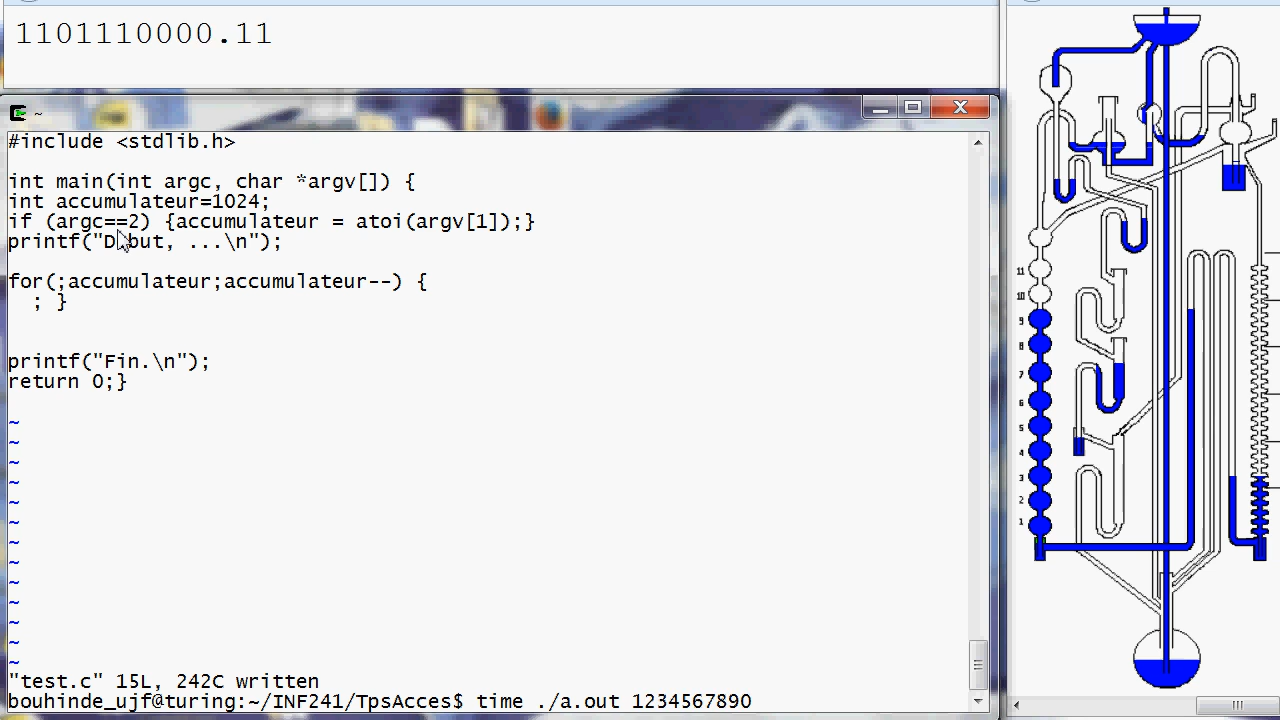 1101110000.11
~
#include <stdlib.h>
int main(int argc, char *argv[]) {
int accumulateur=1024;
if (argc==2) {accumulateur = atoi(argv[1]);}
printf("Début, ...\n");
for(;accumulateur;accumulateur--) {
; }
printf("Fin.\n");
return 0;}
~
~
~
~
~
~
~
~
~
~
~
~
~
"test.c" 15L, 242C written
bouhinde_ujf@turing:~/INF241/TpsAcces$ time ./a.out 1234567890
11
10
9
8
7
6
5
4
3
2
1